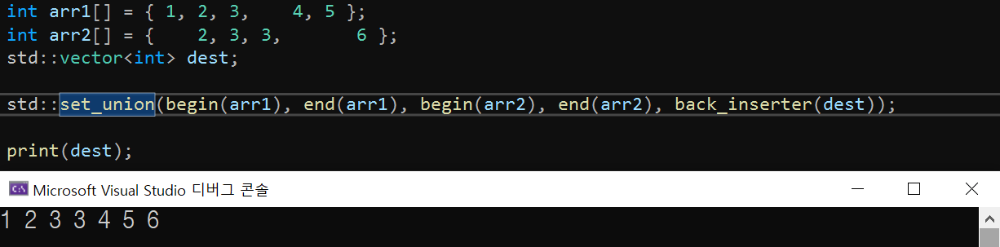 int arr1[] = { 1, 2, 3,    4, 5 };
int arr2[] = {    2, 3, 3,       6 };
std::vector<int> dest;
std::set_union(begin(arr1), end(arr1), begin(arr2), end(arr2), back_inserter(dest));
print(dest);
C:\ Microsoft Visual Studio 디버그 콘솔
1 2 3 3 4 5 6